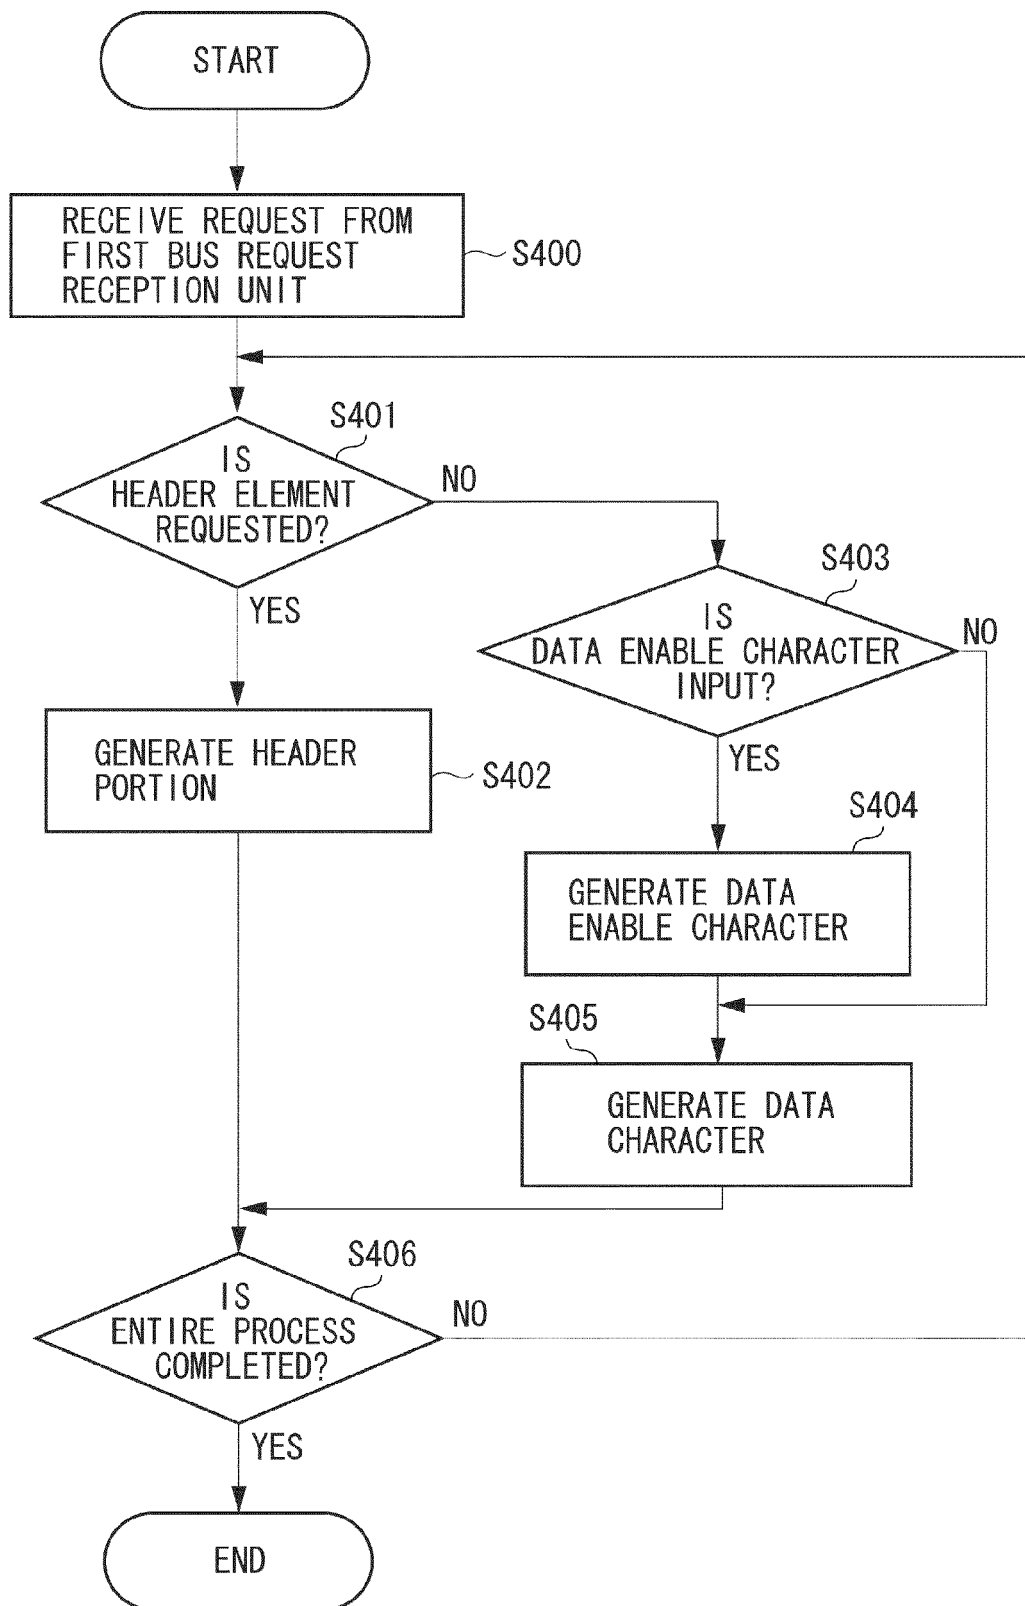 START
RECEIVE REQUEST FROM
FIRST BUS REQUEST
RECEPTION UNIT
S400
S401
IS
HEADER ELEMENT
REQUESTED?
NO
YES
S403
IS
DATA ENABLE CHARACTER
INPUT?
NO
YES
GENERATE HEADER
PORTION
S402
S404
GENERATE DATA
ENABLE CHARACTER
S405
GENERATE DATA
CHARACTER
S406
IS
ENTIRE PROCESS
COMPLETED?
NO
YES
END